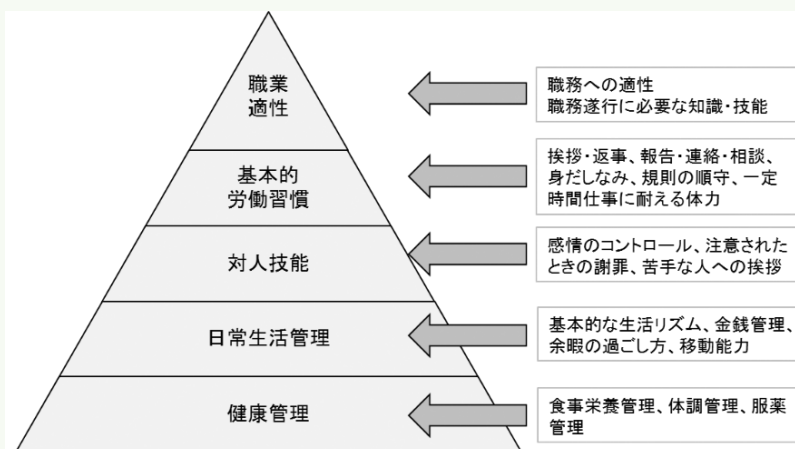 職業
適性
職務への適性
職務遂行に必要な知識・技能
基本的
労働習慣
挨拶・返事、報告・連絡・相談、
身だしなみ、規則の順守、一定
時間仕事に耐える体力
対人技能
感情のコントロール、注意された
ときの謝罪、苦手な人への挨拶
日常生活管理
基本的な生活リズム、金銭管理、
余暇の過ごし方、移動能力
健康管理
食事栄養管理、体調管理、服薬
管理